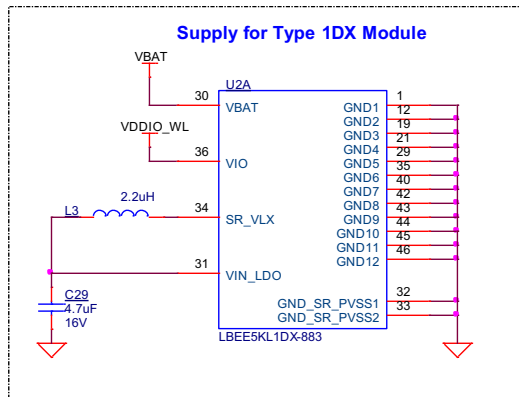 Supply for Type 1DX Module
VBAT
U2A
30 VBAT GND1 1
GND2 12
VDDIO_WL GND3 19
GND4 21
36 VIO GND5 29
GND6 35
GND7 40
2.2uH GND8 42
L3 34 SR_VLX GND9 43
GND10 44
GND11 45
31 VIN_LDO GND12 46
C29
4.7uF
16V
GND_SR_PVSS1 32
GND_SR_PVSS2 33
LBEE5KL1DX-883